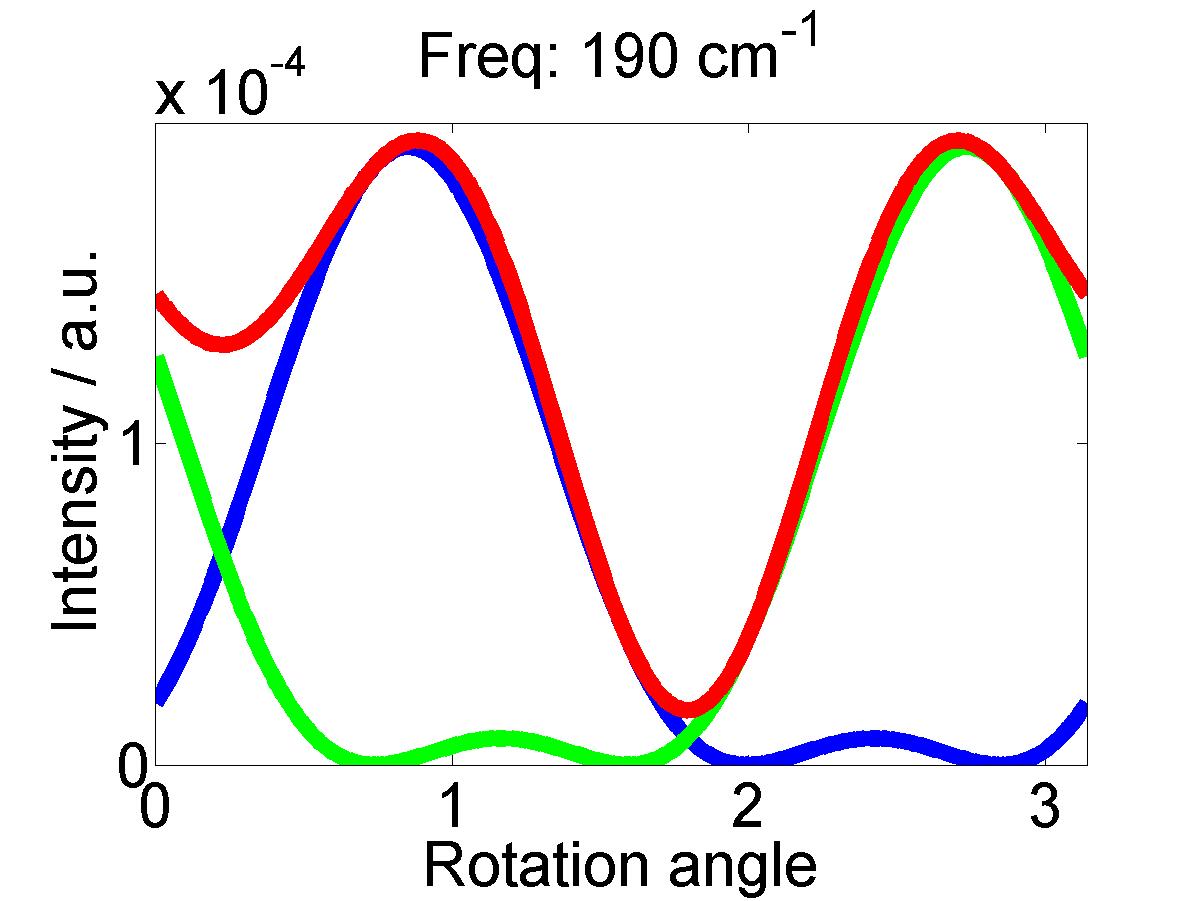 Freq: 190 cm-1
x 10-4
Intensity / a.u.
1
0
0 1 2 3
Rotation angle